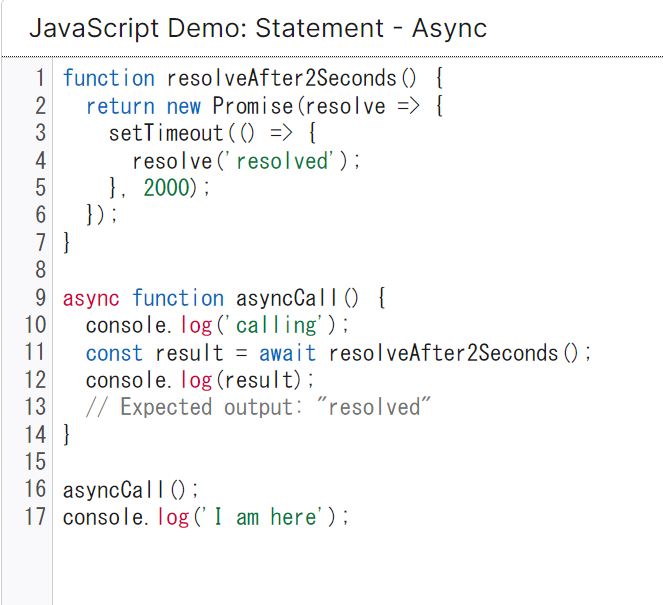 JavaScript Demo: Statement - Async
1 function resolveAfter2Seconds() {
2   return new Promise(resolve => {
3     setTimeout(() => {
4       resolve('resolved');
5     }, 2000);
6   });
7 }
8
9 async function asyncCall() {
10   console.log('calling');
11   const result = await resolveAfter2Seconds();
12   console.log(result);
13   // Expected output: "resolved"
14 }
15
16 asyncCall();
17 console.log('I am here');